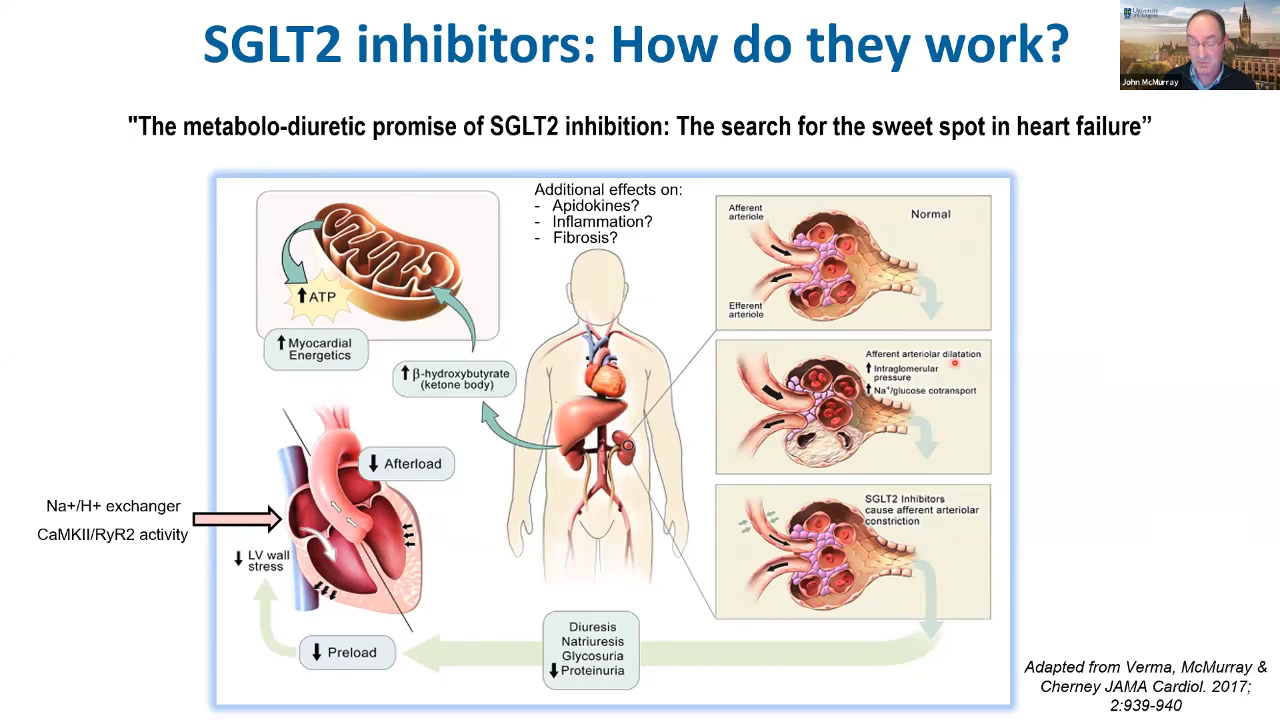 SGLT2 inhibitors: How do they work?
University
of Glasgow
John McMurray
"The metabolo-diuretic promise of SGLT2 inhibition: The search for the sweet spot in heart failure”
Additional effects on:
- Apidokines?
- Inflammation?
- Fibrosis?
ATP
Myocardial
Energetics
β-hydroxybutyrate
(ketone body)
Afferent
arteriole
Normal
Efferent
arteriole
Afferent arteriolar dilatation
Intraglomerular
pressure
Na+/glucose cotransport
SGLT2 Inhibitors
cause afferent arteriolar
constriction
Afterload
Na+/H+ exchanger
CaMKII/RyR2 activity
LV wall
stress
Preload
Diuresis
Natriuresis
Glycosuria
Proteinuria
Adapted from Verma, McMurray &
Cherney JAMA Cardiol. 2017;
2:939-940